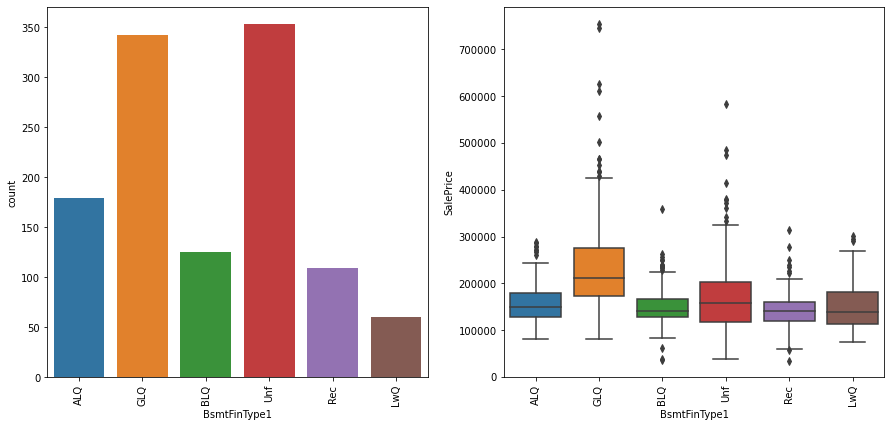 350
300
250
200
150
100
50
0
count
ALQ
GLQ
BLQ
Unf
Rec
LwQ
BsmtFinType1
700000
600000
500000
400000
300000
200000
100000
0
SalePrice
ALQ
GLQ
BLQ
Unf
Rec
LwQ
BsmtFinType1